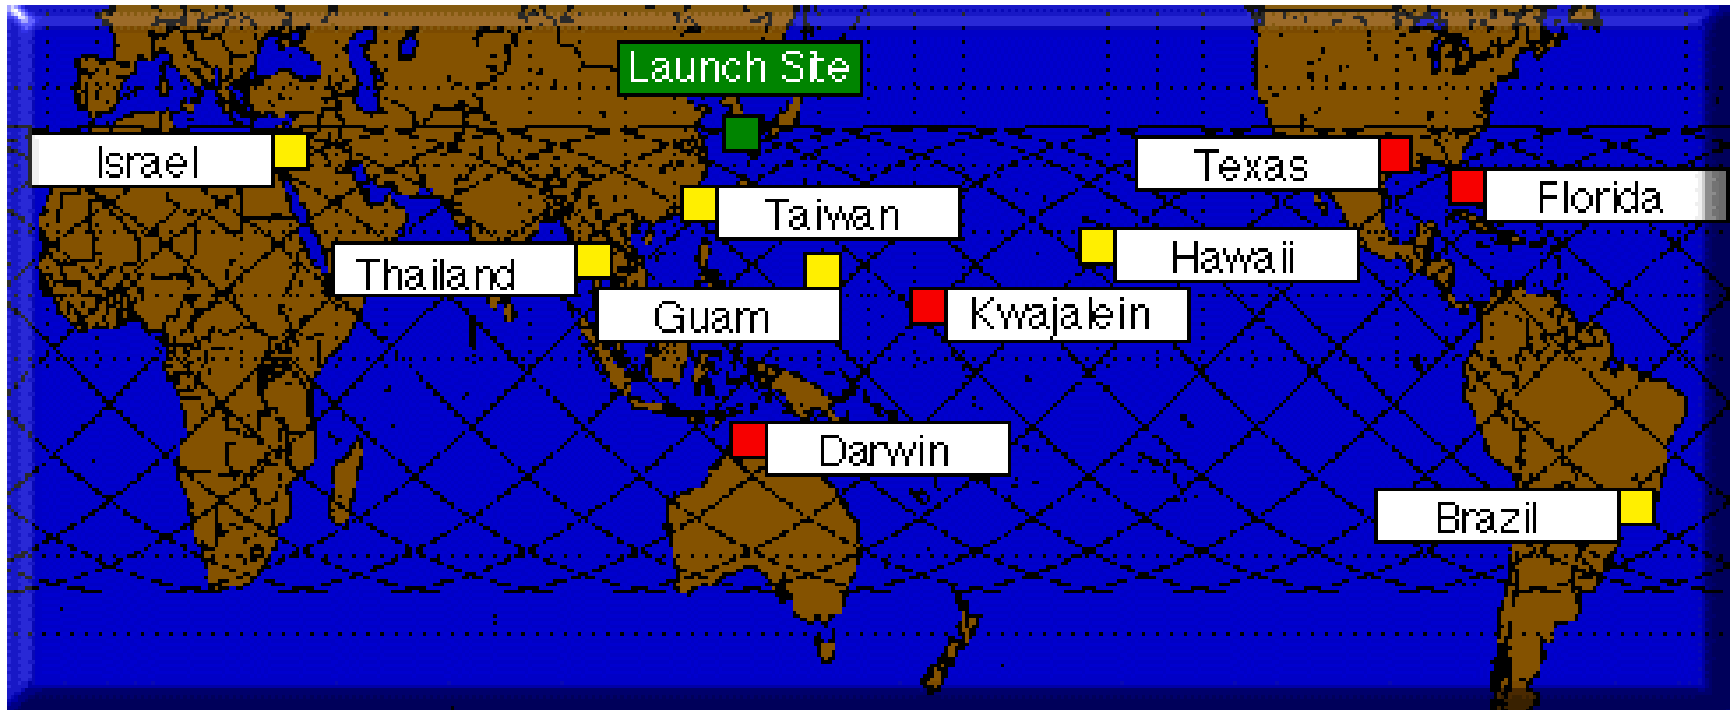 Launch Site
Israel
Texas
Florida
Taiwan
Hawaii
Thailand
Guam
Kwajalein
Darwin
Brazil